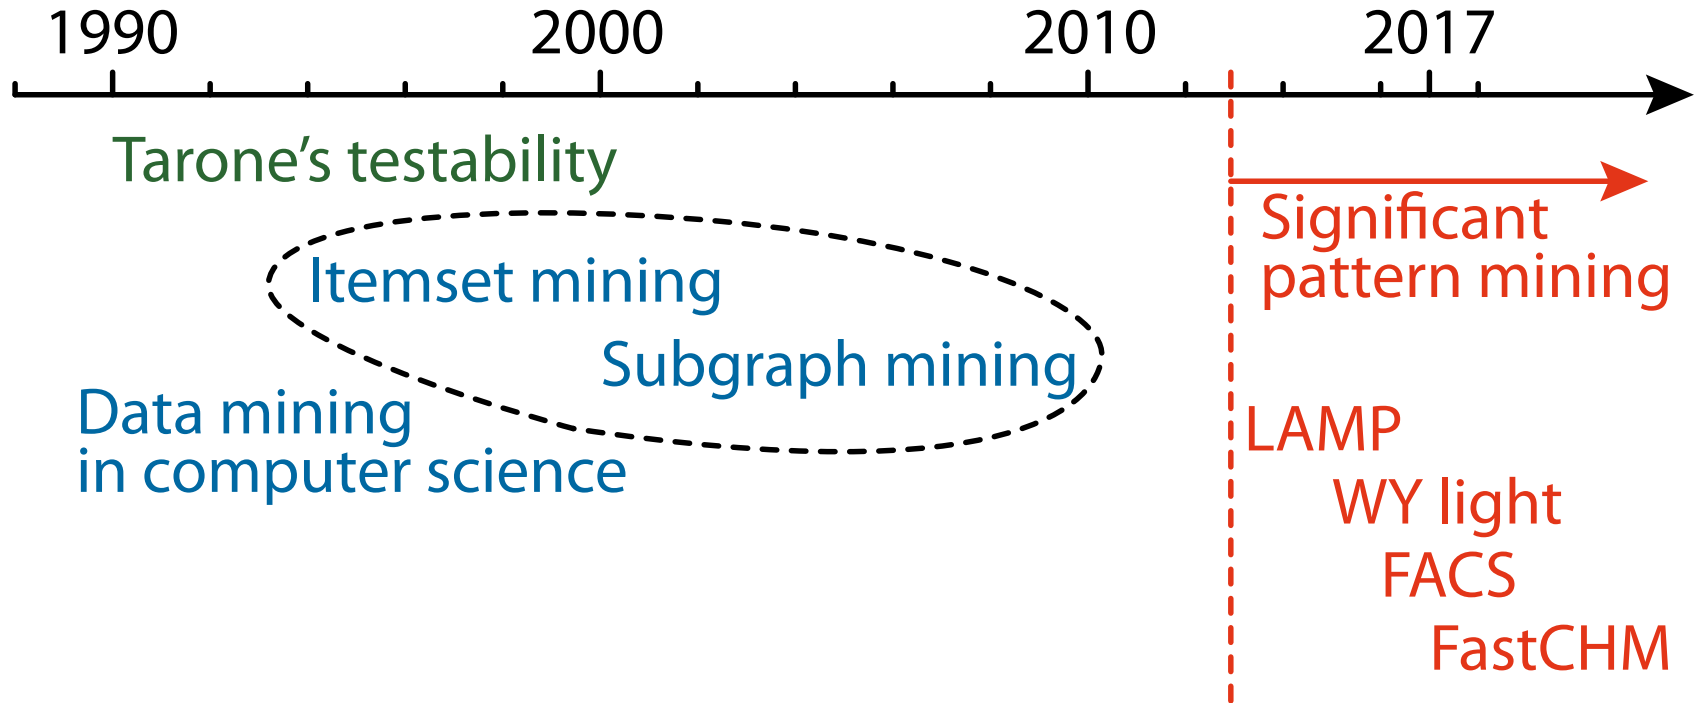 1990 2000 2010 2017
Tarone's testability
Significant
pattern mining
Itemset mining
Subgraph mining
Data mining
in computer science
LAMP
WY light
FACS
FastCHM